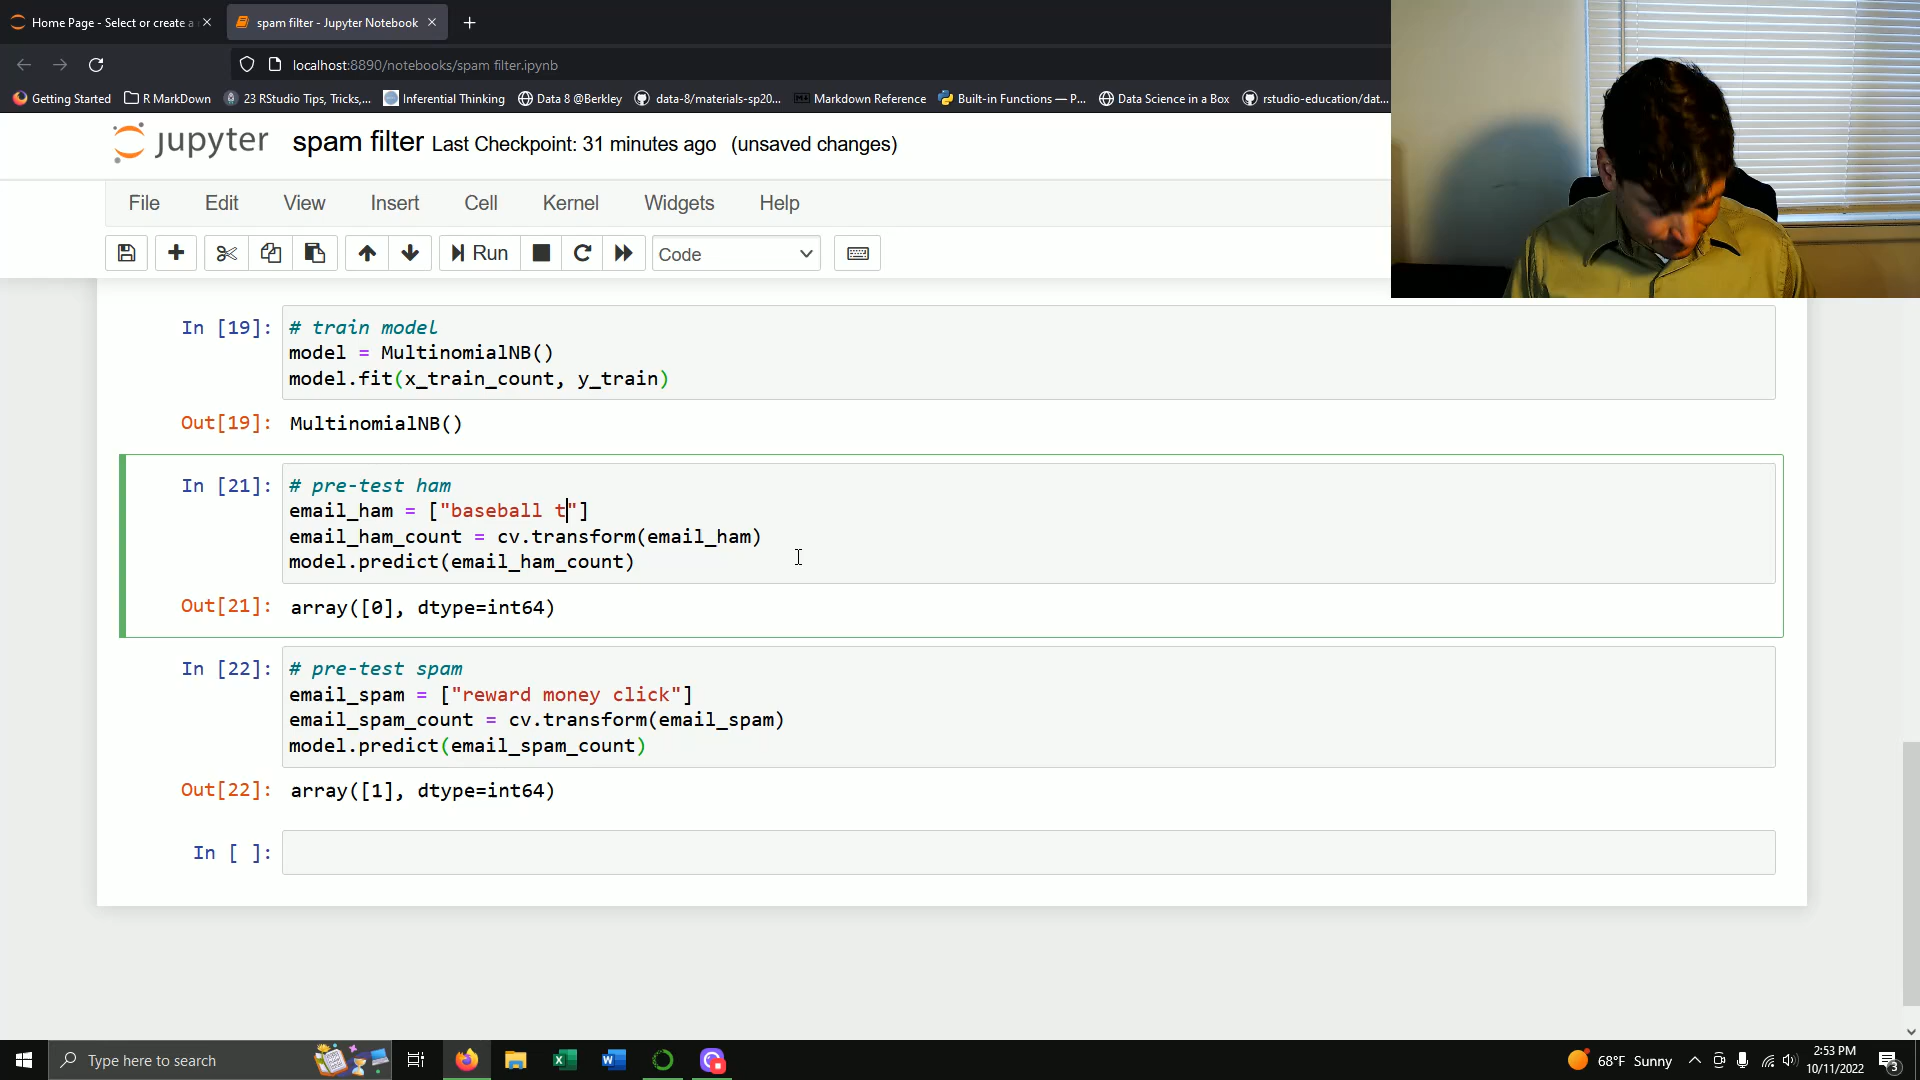 Home Page - Select or create a
spam filter - Jupyter Notebook
localhost:8890/notebooks/spam filter.ipynb
Getting Started
R MarkDown
23 RStudio Tips, Tricks,...
Inferential Thinking
Data 8 @Berkley
data-8/materials-sp20...
Markdown Reference
Built-in Functions — P...
Data Science in a Box
rstudio-education/dat...
jupyter spam filter Last Checkpoint: 31 minutes ago (unsaved changes)
File Edit View Insert Cell Kernel Widgets Help
Run Code
In [19]: # train model
model = MultinomialNB()
model.fit(x_train_count, y_train)
Out[19]: MultinomialNB()
In [21]: # pre-test ham
email_ham = ["baseball t"]
email_ham_count = cv.transform(email_ham)
model.predict(email_ham_count)
Out[21]: array([0], dtype=int64)
In [22]: # pre-test spam
email_spam = ["reward money click"]
email_spam_count = cv.transform(email_spam)
model.predict(email_spam_count)
Out[22]: array([1], dtype=int64)
In [ ]:
Type here to search
68°F Sunny
2:53 PM
10/11/2022
3